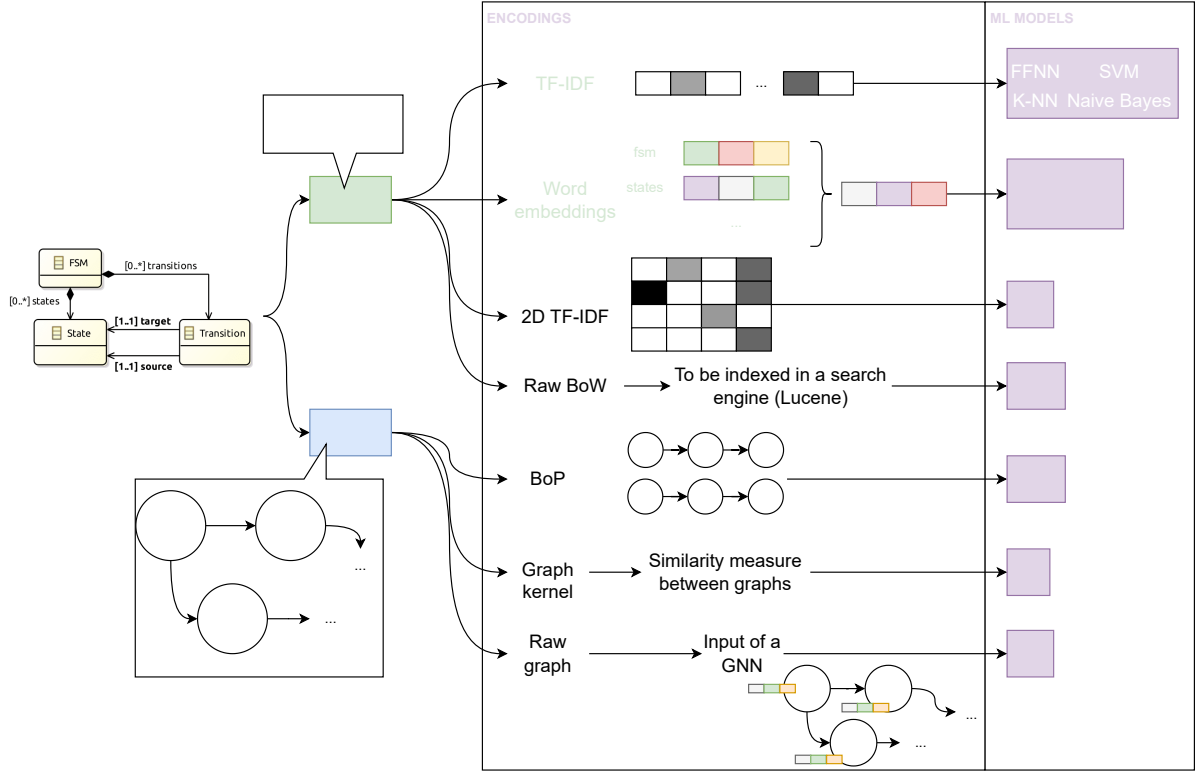 ENCODINGS
ML MODELS
TF-IDF
...
FFNN SVM
K-NN Naive Bayes
fsm
Word
embeddings
states
...
FSM
[0..*] transitions
[0..*] states
State
[1..1] target
Transition
[1..1] source
2D TF-IDF
Raw BoW
To be indexed in a search
engine (Lucene)
BoP
...
...
Graph
kernel
Similarity measure
between graphs
Raw
graph
Input of a
GNN
...
...